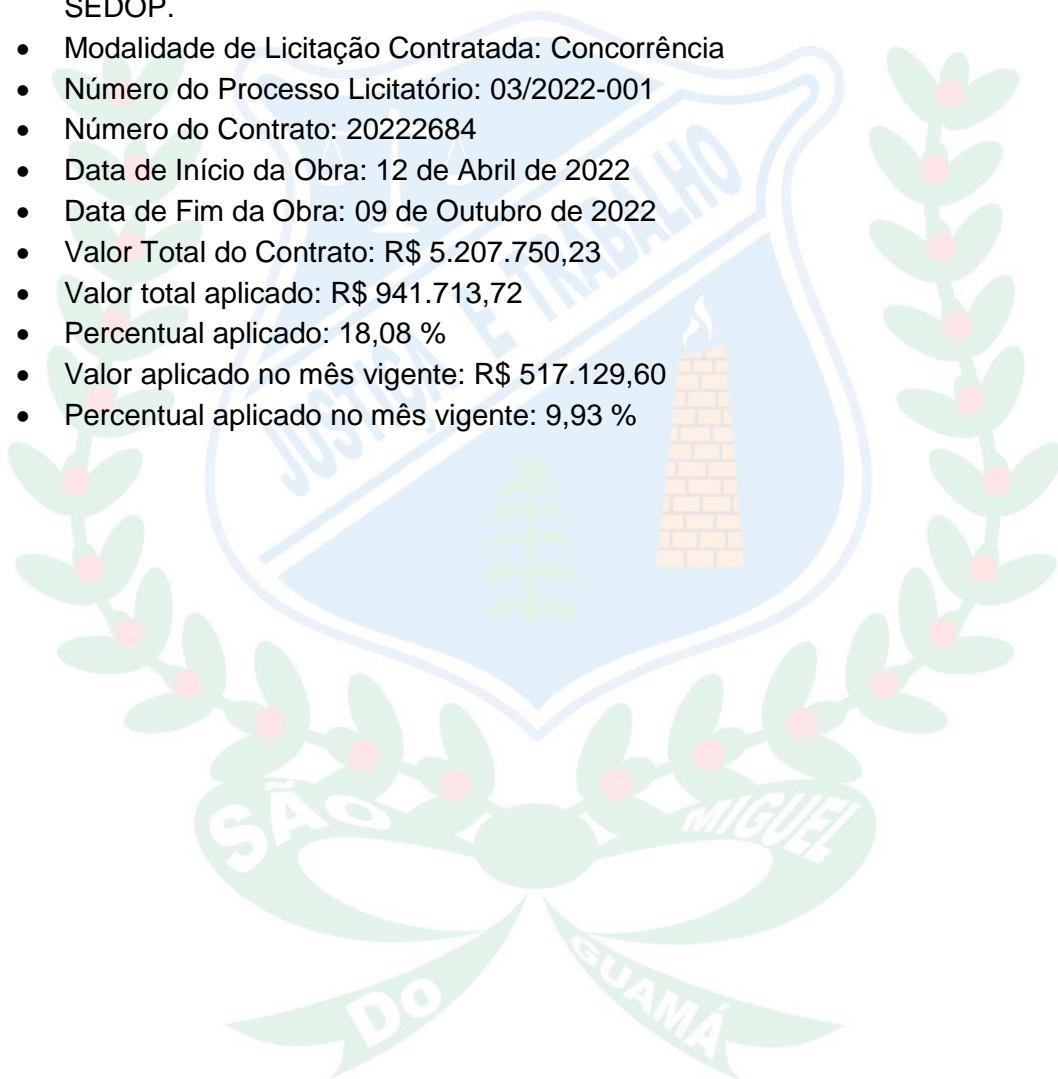 SEDOP.
• Modalidade de Licitação Contratada: Concorrência
• Número do Processo Licitatório: 03/2022-001
• Número do Contrato: 20222684
• Data de Início da Obra: 12 de Abril de 2022
• Data de Fim da Obra: 09 de Outubro de 2022
• Valor Total do Contrato: R$ 5.207.750,23
• Valor total aplicado: R$ 941.713,72
• Percentual aplicado: 18,08 %
• Valor aplicado no mês vigente: R$ 517.129,60
• Percentual aplicado no mês vigente: 9,93 %
JUSTIÇA E TRABALHO
SÃO MIGUEL
DO GUAMÁ